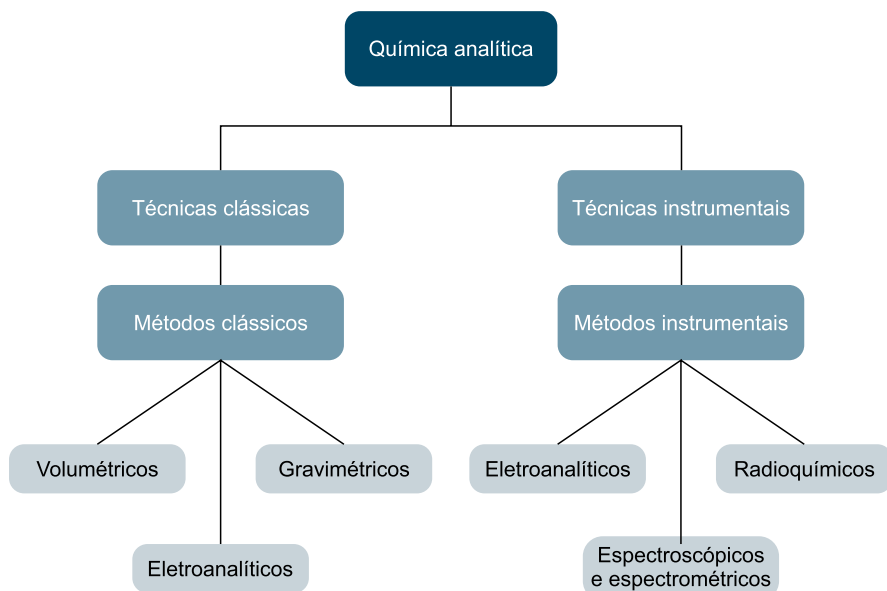 Química analítica
Técnicas clássicas
Técnicas instrumentais
Métodos clássicos
Métodos instrumentais
Volumétricos
Gravimétricos
Eletroanalíticos
Radioquímicos
Eletroanalíticos
Espectroscópicos
e espectrométricos